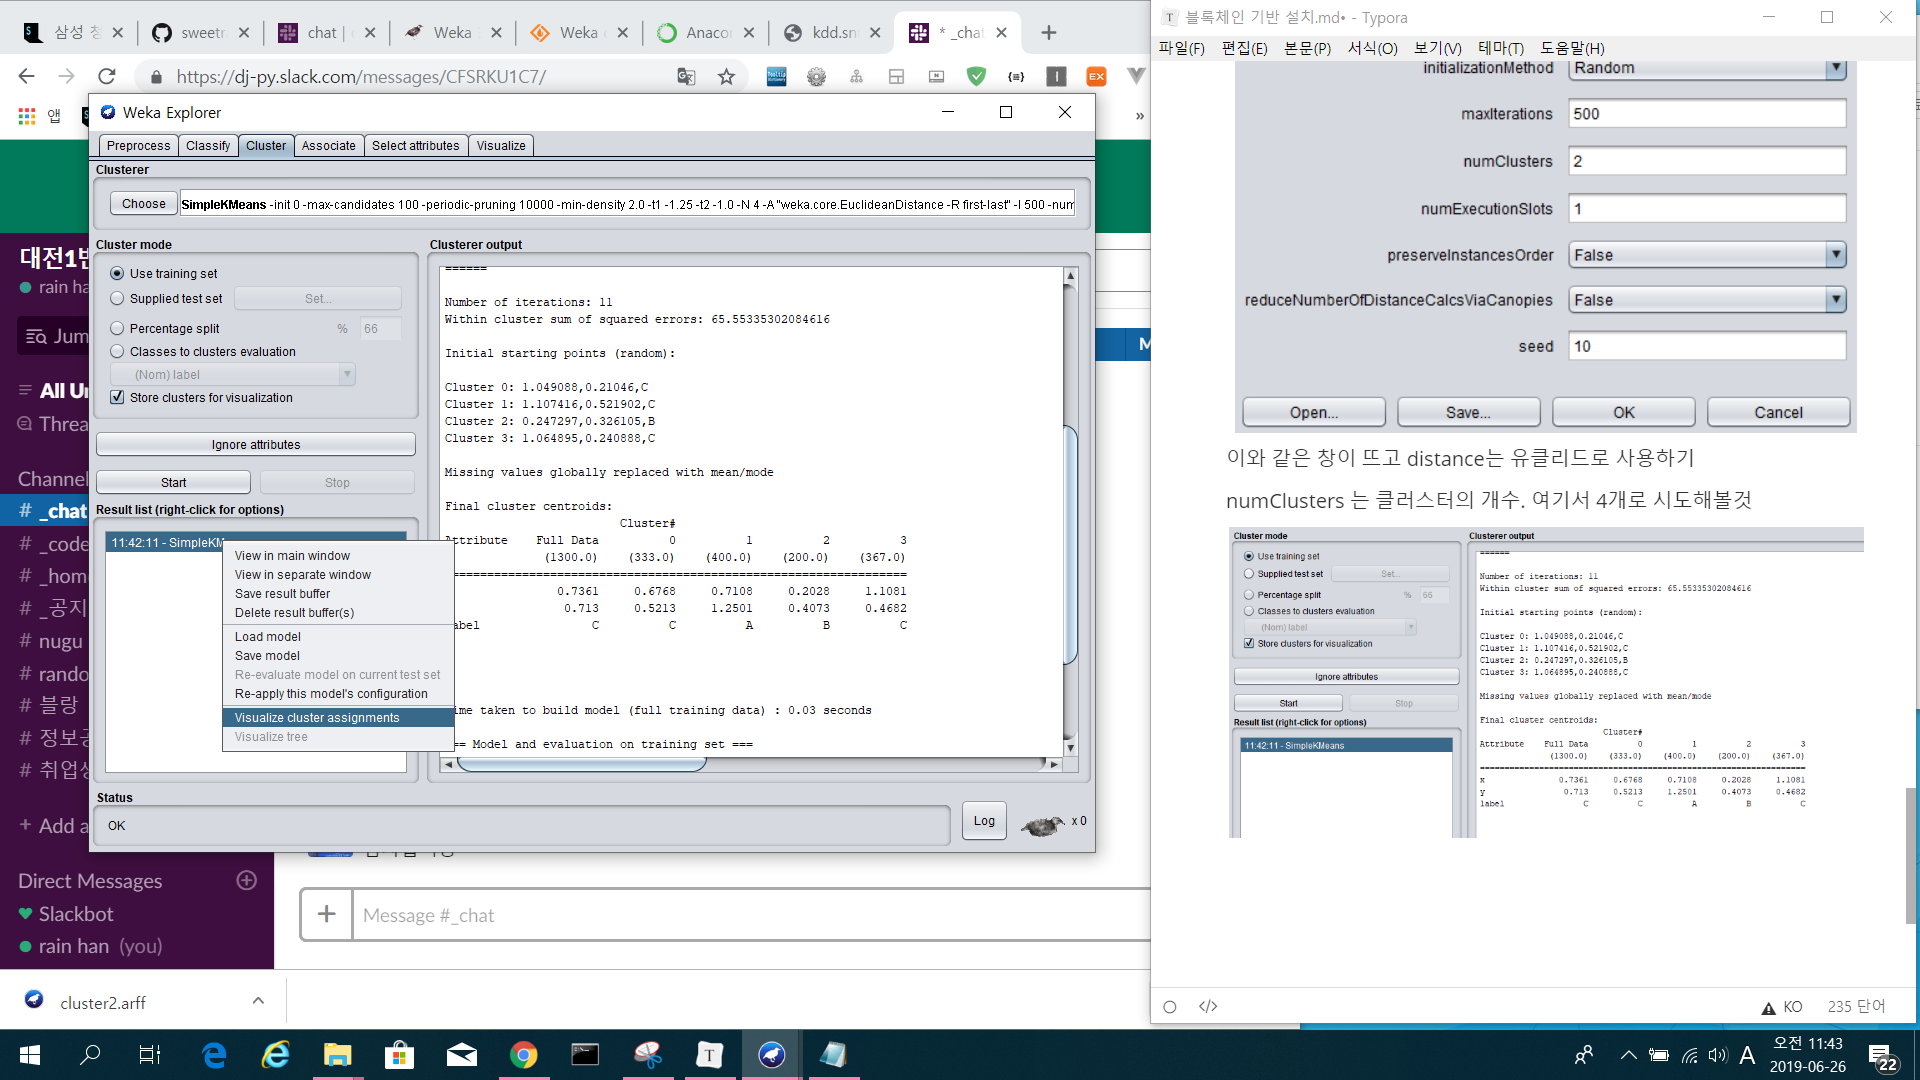 삼성 청
sweetr
chat |
Weka
Weka
Anacor
kdd.sn
* _chat
https://dj-py.slack.com/messages/CFSRKU1C7/
EX
앱
»
대전1반
rain ha
Jum
All Un
Threa
Channel
# _chat
# _code
# _hom
# _공지
# nugu
# rando
# 블랑
# 정보공
# 취업상
+ Add a
Direct Messages
Slackbot
rain han (you)
Message #_chat
cluster2.arff
Weka Explorer
Preprocess
Classify
Cluster
Associate
Select attributes
Visualize
Clusterer
Choose
SimpleKMeans -init 0 -max-candidates 100 -periodic-pruning 10000 -min-density 2.0 -t1 -1.25 -t2 -1.0 -N 4 -A "weka.core.EuclideanDistance -R first-last" -I 500 -num
Cluster mode
Use training set
Supplied test set
Set...
Percentage split
% 66
Classes to clusters evaluation
(Nom) label
Store clusters for visualization
Ignore attributes
Start
Stop
Result list (right-click for options)
11:42:11 - SimpleKM
View in main window
View in separate window
Save result buffer
Delete result buffer(s)
Load model
Save model
Re-evaluate model on current test set
Re-apply this model's configuration
Visualize cluster assignments
Visualize tree
Clusterer output
======
Number of iterations: 11
Within cluster sum of squared errors: 65.55335302084616
Initial starting points (random):
Cluster 0: 1.049088,0.21046,C
Cluster 1: 1.107416,0.521902,C
Cluster 2: 0.247297,0.326105,B
Cluster 3: 1.064895,0.240888,C
Missing values globally replaced with mean/mode
Final cluster centroids:
Cluster#
Attribute Full Data 0 1 2 3
(1300.0) (333.0) (400.0) (200.0) (367.0)
==================================================================
0.7361 0.6768 0.7108 0.2028 1.1081
0.713 0.5213 1.2501 0.4073 0.4682
abel C C A B C
ime taken to build model (full training data) : 0.03 seconds
== Model and evaluation on training set ===
Status
OK
Log
x 0
M
블록체인 기반 설치.md• - Typora
파일(F) 편집(E) 본문(P) 서식(O) 보기(V) 테마(T) 도움말(H)
initializationMethod Random
maxIterations 500
numClusters 2
numExecutionSlots 1
preserveInstancesOrder False
reduceNumberOfDistanceCalcsViaCanopies False
seed 10
Open... Save... OK Cancel
이와 같은 창이 뜨고 distance는 유클리드로 사용하기
numClusters 는 클러스터의 개수. 여기서 4개로 시도해볼것
Cluster mode
Use training set
Supplied test set Set...
Percentage split % 66
Classes to clusters evaluation
(Nom) label
Store clusters for visualization
Ignore attributes
Start Stop
Result list (right-click for options)
11:42:11 - SimpleKMeans
Clusterer output
======
Number of iterations: 11
Within cluster sum of squared errors: 65.55335302084616
Initial starting points (random):
Cluster 0: 1.049088,0.21046,C
Cluster 1: 1.107416,0.521902,C
Cluster 2: 0.247297,0.326105,B
Cluster 3: 1.064895,0.240888,C
Missing values globally replaced with mean/mode
Final cluster centroids:
Cluster#
Attribute Full Data 0 1 2 3
(1300.0) (333.0) (400.0) (200.0) (367.0)
==================================================================
x 0.7361 0.6768 0.7108 0.2028 1.1081
y 0.713 0.5213 1.2501 0.4073 0.4682
label C C A B C
KO 235 단어
A
오전 11:43
2019-06-26
22